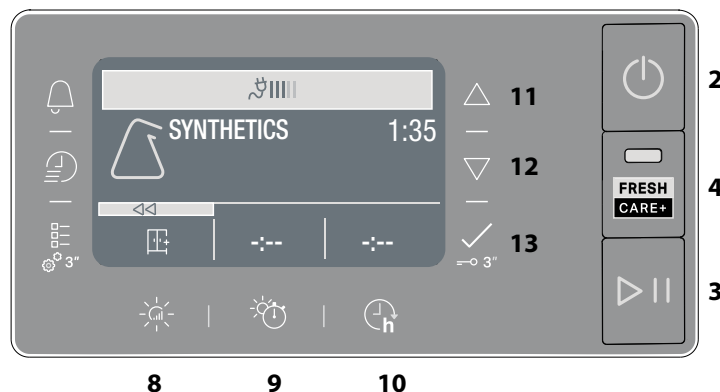 2
11
SYNTHETICS 1:35
12
4
FRESH
CARE+
-:-- -:--
13
3"
3"
3
h
8 9 10